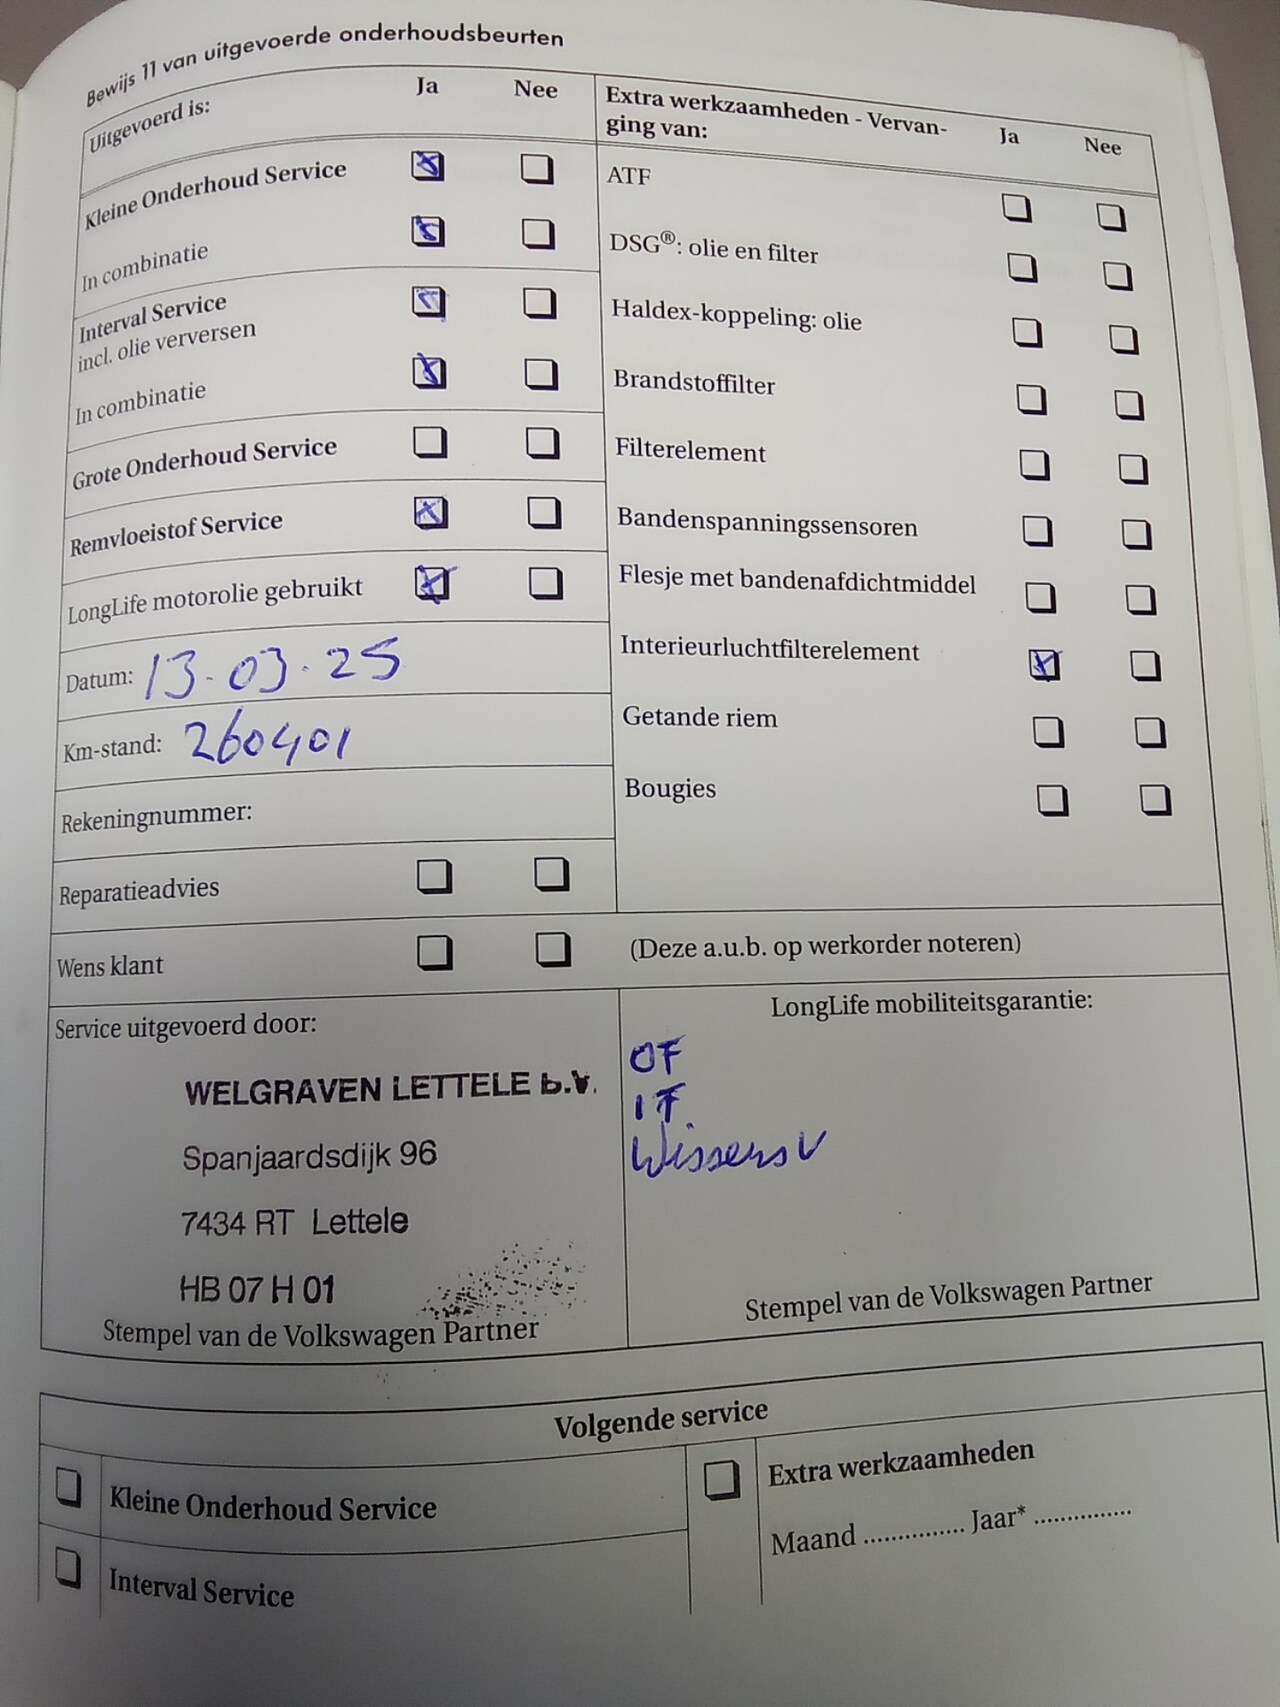 Bewijs 11 van uitgevoerde onderhoudsbeurten
Uitgevoerd is: Ja Nee
Kleine Onderhoud Service
In combinatie
Interval Service
incl. olie verversen
In combinatie
Grote Onderhoud Service
Remvloeistof Service
LongLife motorolie gebruikt
Datum: 13-03-25
Km-stand: 260401
Rekeningnummer:
Reparatieadvies
Wens klant
Extra werkzaamheden - Vervan-
ging van: Ja Nee
ATF
DSG®: olie en filter
Haldex-koppeling: olie
Brandstoffilter
Filterelement
Bandenspanningssensoren
Flesje met bandenafdichtmiddel
Interieurluchtfilterelement
Getande riem
Bougies
(Deze a.u.b. op werkorder noteren)
Service uitgevoerd door:
WELGRAVEN LETTELE b.v.
Spanjaardsdijk 96
7434 RT Lettele
HB 07 H 01
Stempel van de Volkswagen Partner
LongLife mobiliteitsgarantie:
OF
IF
Wissers V
Stempel van de Volkswagen Partner
Volgende service
Kleine Onderhoud Service
Interval Service
Extra werkzaamheden
Maand ............... Jaar* ...............